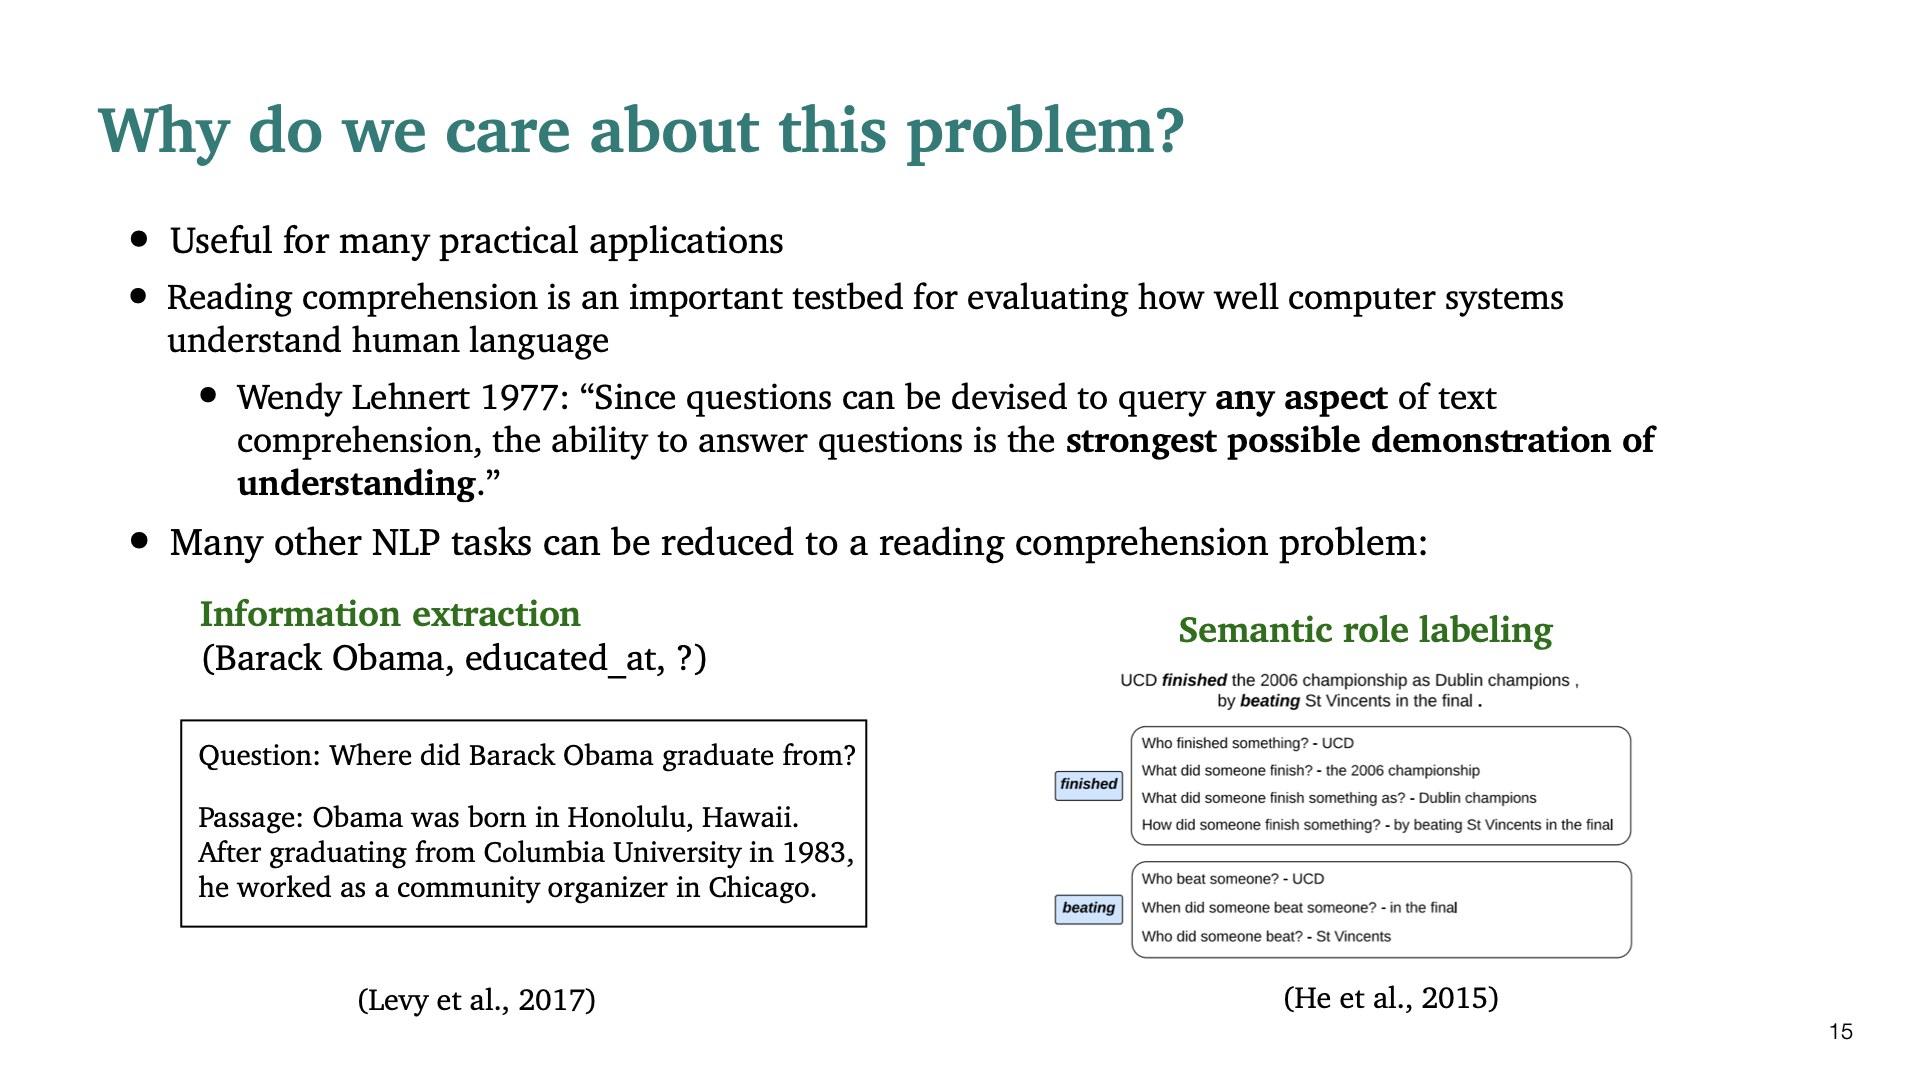 Why do we care about this problem?
• Useful for many practical applications
• Reading comprehension is an important testbed for evaluating how well computer systems
understand human language
• Wendy Lehnert 1977: “Since questions can be devised to query any aspect of text
comprehension, the ability to answer questions is the strongest possible demonstration of
understanding.”
• Many other NLP tasks can be reduced to a reading comprehension problem:
Information extraction
(Barack Obama, educated_at, ?)
Question: Where did Barack Obama graduate from?
Passage: Obama was born in Honolulu, Hawaii.
After graduating from Columbia University in 1983,
he worked as a community organizer in Chicago.
(Levy et al., 2017)
Semantic role labeling
UCD finished the 2006 championship as Dublin champions ,
by beating St Vincents in the final .
finished
Who finished something? - UCD
What did someone finish? - the 2006 championship
What did someone finish something as? - Dublin champions
How did someone finish something? - by beating St Vincents in the final
beating
Who beat someone? - UCD
When did someone beat someone? - in the final
Who did someone beat? - St Vincents
(He et al., 2015)
15